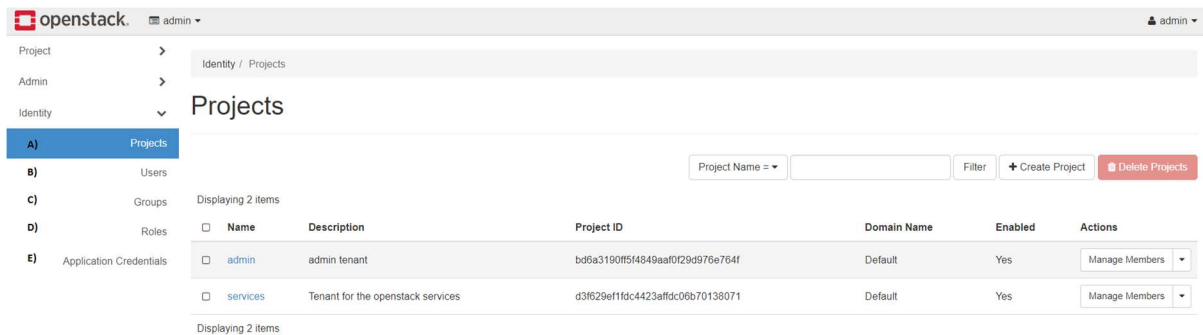 openstack. admin admin
Project
Admin
Identity
A) Projects
B) Users
C) Groups
D) Roles
E) Application Credentials
Identity / Projects
Projects
Project Name = Filter + Create Project Delete Projects
Displaying 2 items
Name Description Project ID Domain Name Enabled Actions
admin admin tenant bd6a3190ff5f4849aaf0f29d976e764f Default Yes Manage Members
services Tenant for the openstack services d3f629ef1fdc4423affdc06b70138071 Default Yes Manage Members
Displaying 2 items